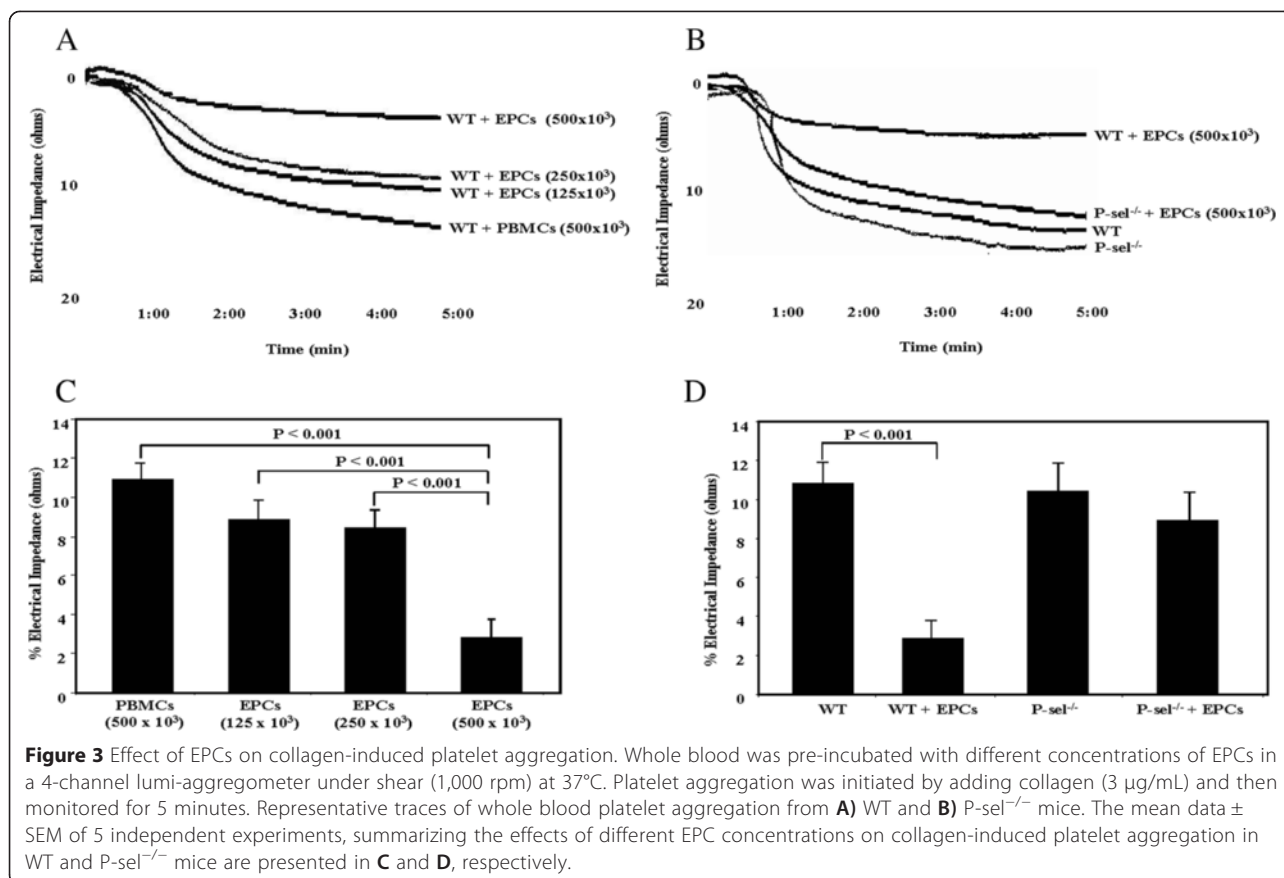 A
Electrical Impedance (ohms)
0
10
20
WT + EPCs (500x10³)
WT + EPCs (250x10³)
WT + EPCs (125x10³)
WT + PBMCs (500x10³)
1:00 2:00 3:00 4:00 5:00
Time (min)
B
Electrical Impedance (ohms)
0
10
20
WT + EPCs (500x10³)
P-sel⁻/⁻ + EPCs (500x10³)
WT
P-sel⁻/⁻
1:00 2:00 3:00 4:00 5:00
Time (min)
C
% Electrical Impedance (ohms)
14
12
10
8
6
4
2
0
P < 0.001
P < 0.001
P < 0.001
PBMCs EPCs EPCs EPCs
(500 x 10³) (125 x 10³) (250 x 10³) (500 x 10³)
D
% Electrical Impedance (ohms)
14
12
10
8
6
4
2
0
P < 0.001
WT WT + EPCs P-sel⁻/⁻ P-sel⁻/⁻ + EPCs
Figure 3 Effect of EPCs on collagen-induced platelet aggregation. Whole blood was pre-incubated with different concentrations of EPCs in
a 4-channel lumi-aggregometer under shear (1,000 rpm) at 37°C. Platelet aggregation was initiated by adding collagen (3 μg/mL) and then
monitored for 5 minutes. Representative traces of whole blood platelet aggregation from A) WT and B) P-sel⁻/⁻ mice. The mean data ±
SEM of 5 independent experiments, summarizing the effects of different EPC concentrations on collagen-induced platelet aggregation in
WT and P-sel⁻/⁻ mice are presented in C and D, respectively.